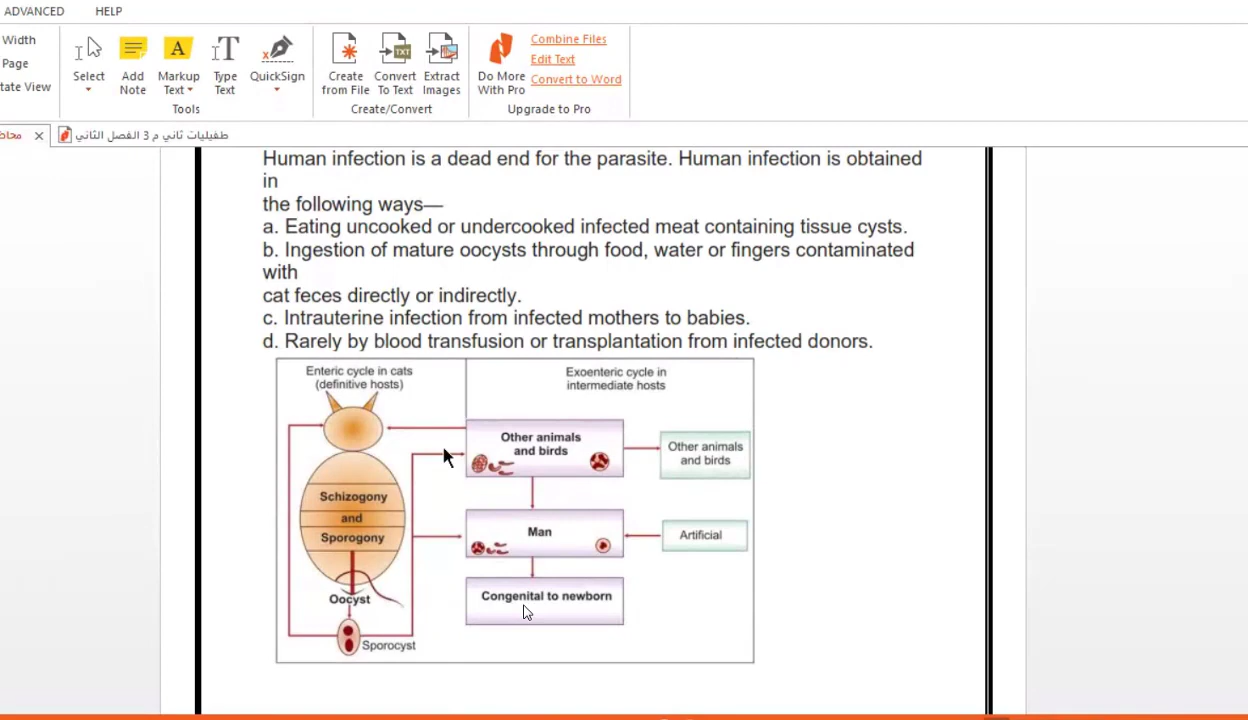 ADVANCED HELP
Width
Page
tate View
Select
Add
Note
Markup
Text
Type
Text
QuickSign
Tools
Create
from File
Convert
To Text
Extract
Images
Create/Convert
Do More
With Pro
Combine Files
Edit Text
Convert to Word
Upgrade to Pro
طفيليات ثاني م 3 الفصل الثاني
Human infection is a dead end for the parasite. Human infection is obtained
in
the following ways—
a. Eating uncooked or undercooked infected meat containing tissue cysts.
b. Ingestion of mature oocysts through food, water or fingers contaminated
with
cat feces directly or indirectly.
c. Intrauterine infection from infected mothers to babies.
d. Rarely by blood transfusion or transplantation from infected donors.
Enteric cycle in cats
(definitive hosts)
Exoenteric cycle in
intermediate hosts
Other animals
and birds
Other animals
and birds
Schizogony
and
Sporogony
Man
Artificial
Oocyst
Congenital to newborn
Sporocyst